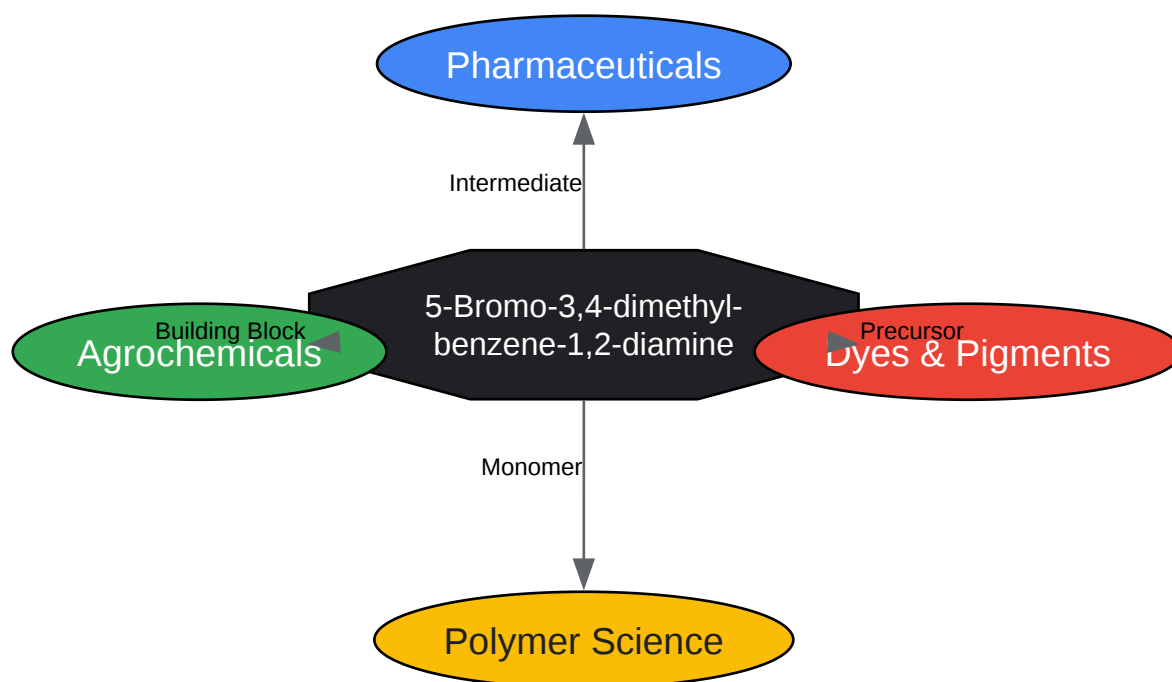 Pharmaceuticals
Intermediate
5-Bromo-3,4-dimethyl-
benzene-1,2-diamine
Building Block
Agrochemicals
Precursor
Dyes & Pigments
Monomer
Polymer Science